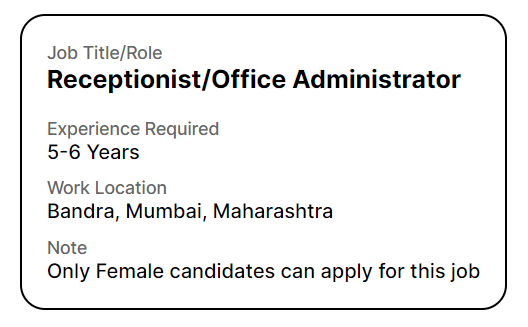 Job Title/Role
Receptionist/Office Administrator
Experience Required
5-6 Years
Work Location
Bandra, Mumbai, Maharashtra
Note
Only Female candidates can apply for this job